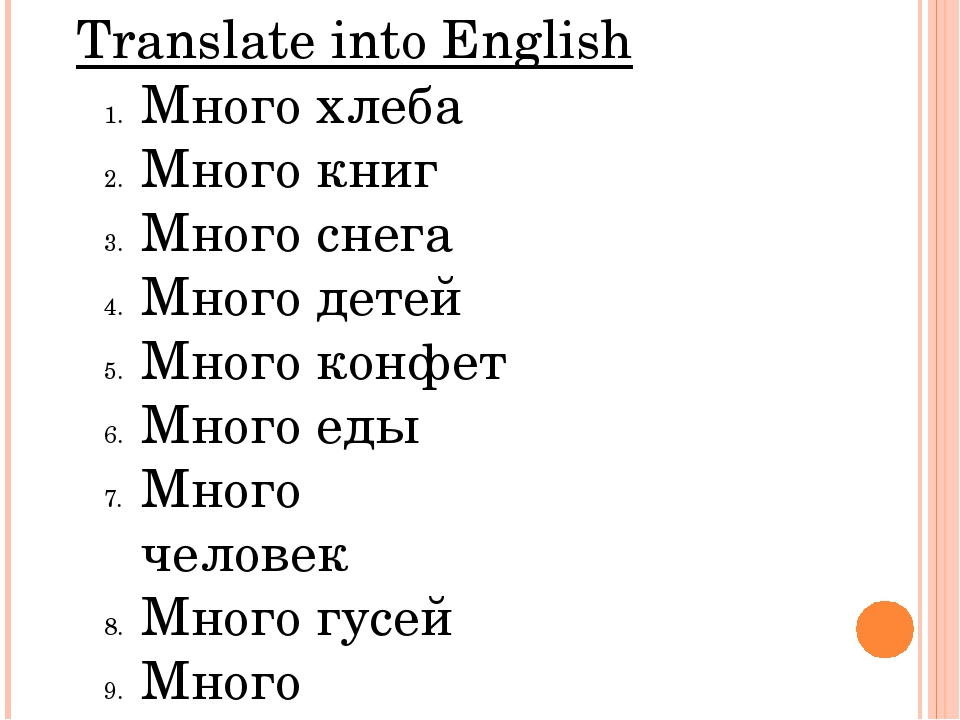 Translate into English
1. Много хлеба
2. Много книг
3. Много снега
4. Много детей
5. Много конфет
6. Много еды
7. Много
человек
8. Много гусей
9. Много